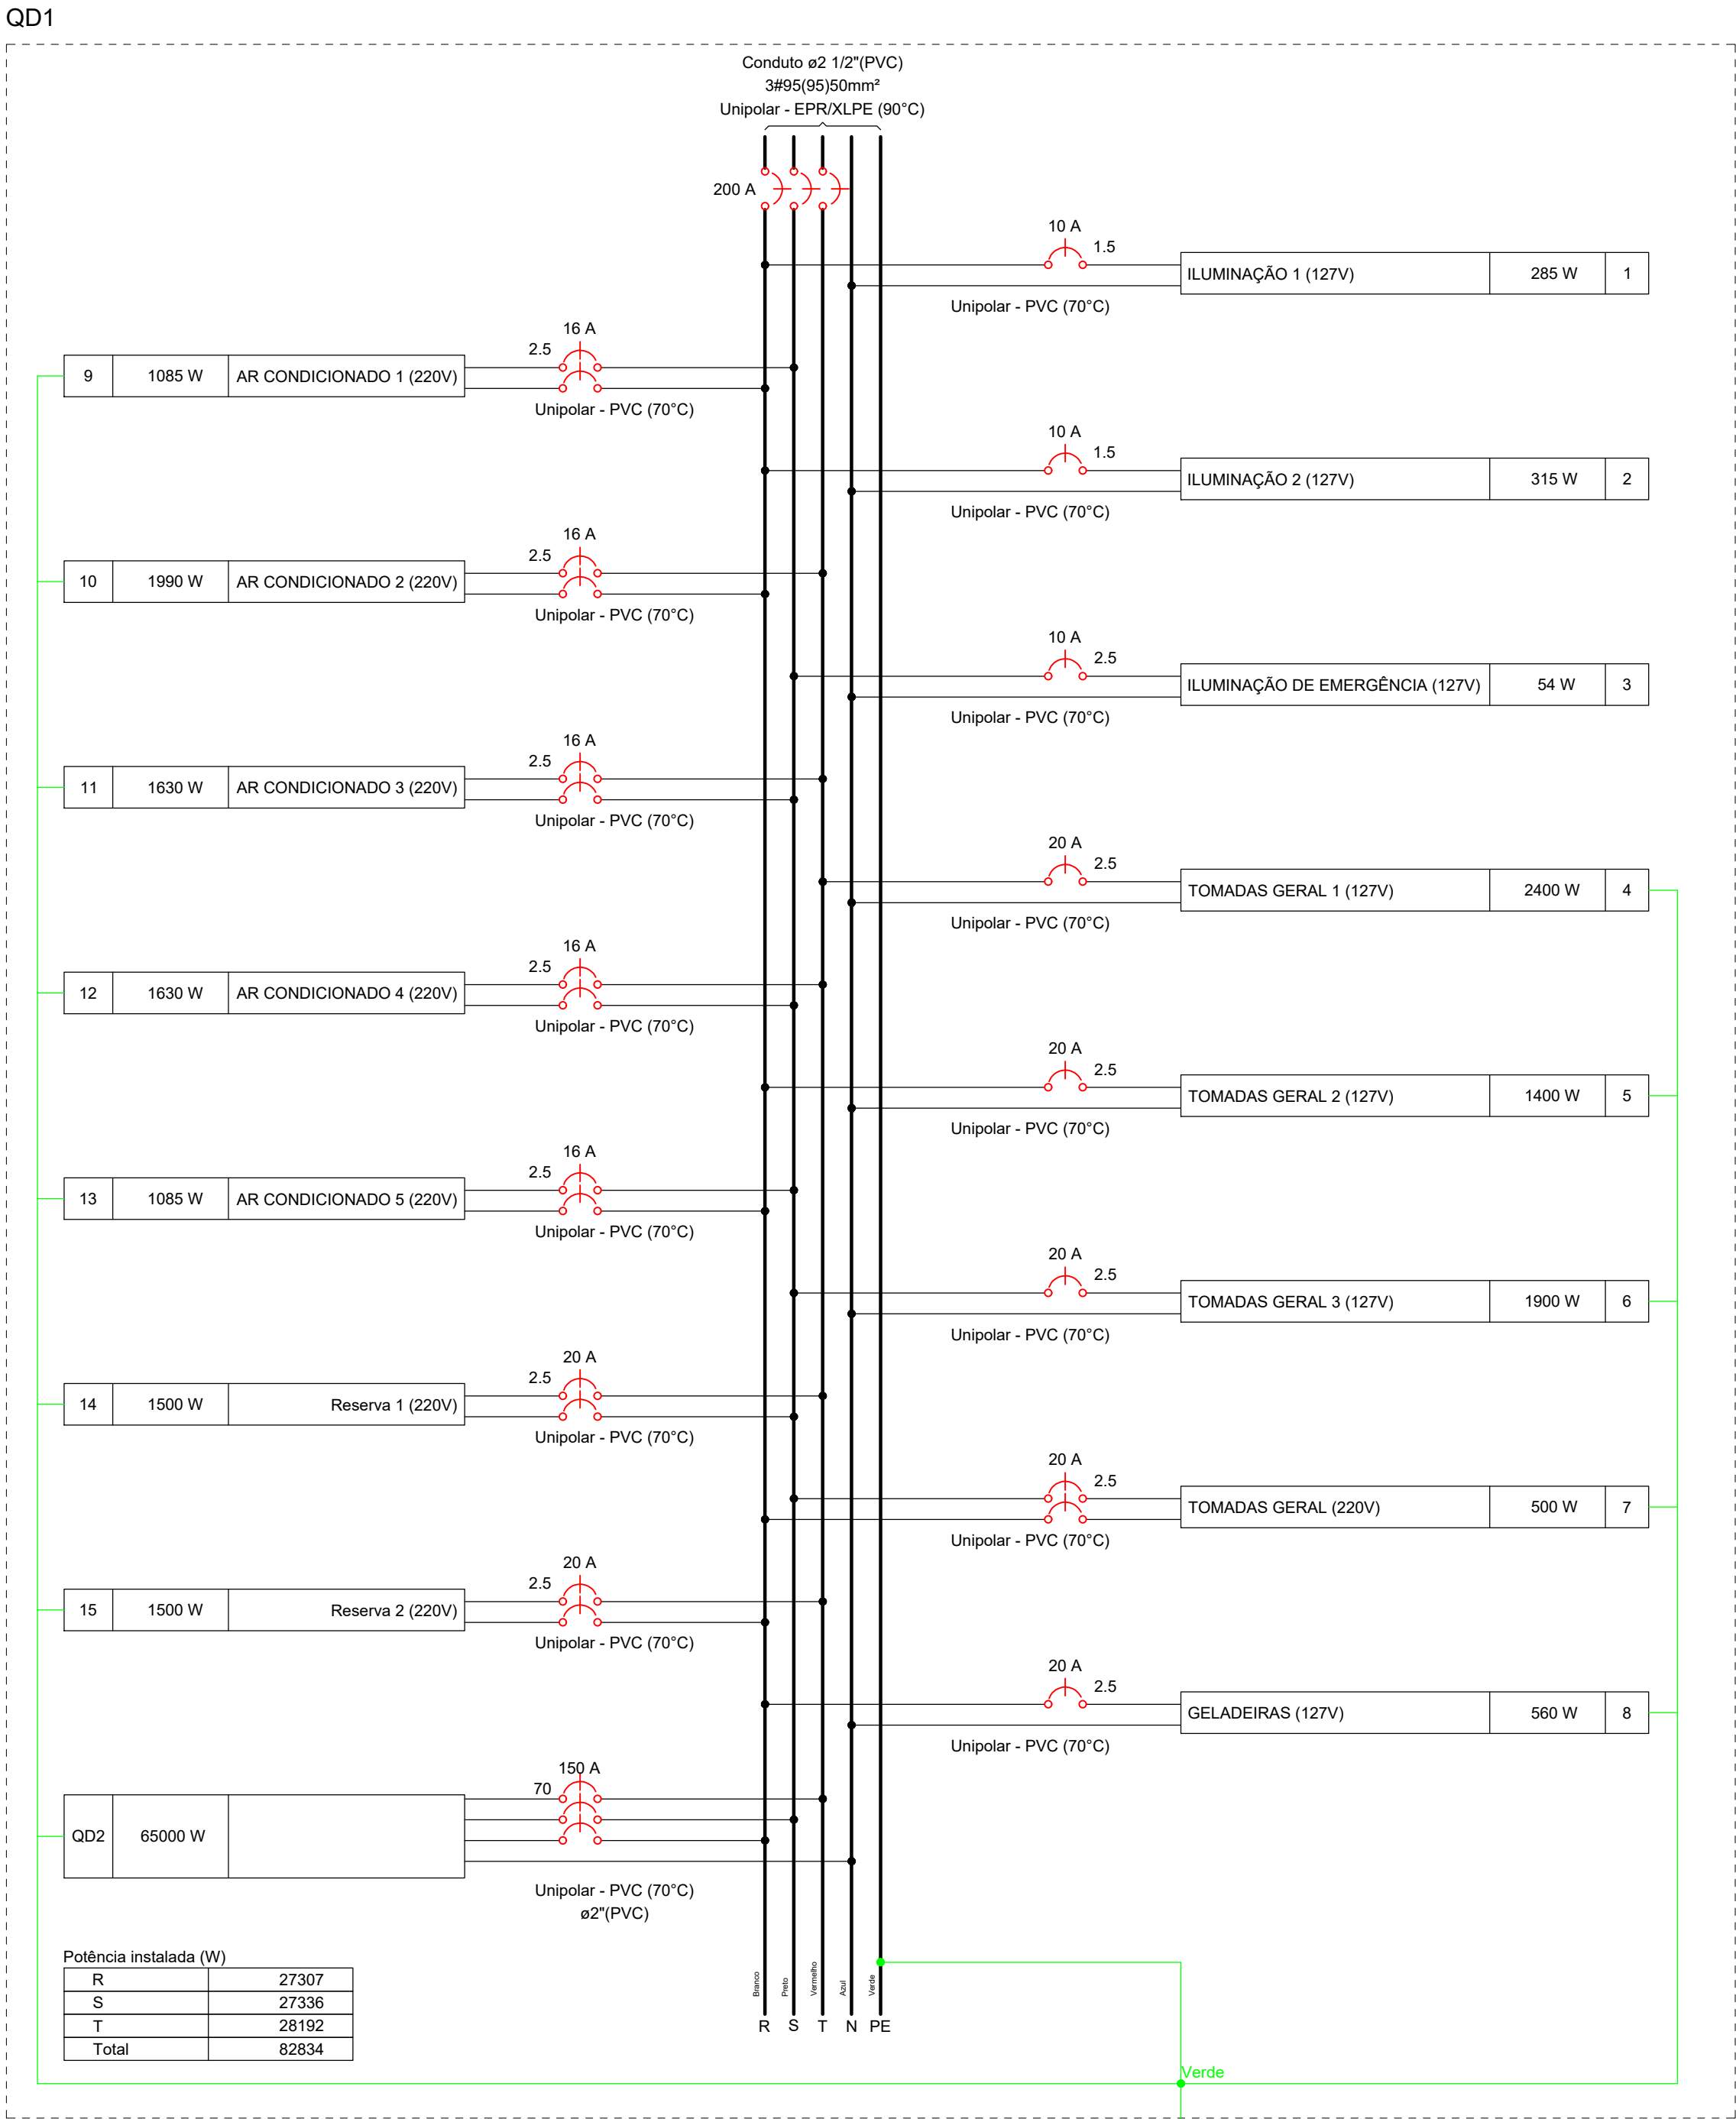 QD1
Conduto ø2 1/2"(PVC)
3#95(95)50mm²
Unipolar - EPR/XLPE (90°C)
200 A
10 A
1.5
ILUMINAÇÃO 1 (127V) 285 W 1
Unipolar - PVC (70°C)
16 A
2.5
9 1085 W AR CONDICIONADO 1 (220V)
Unipolar - PVC (70°C)
10 A
1.5
ILUMINAÇÃO 2 (127V) 315 W 2
Unipolar - PVC (70°C)
16 A
2.5
10 1990 W AR CONDICIONADO 2 (220V)
Unipolar - PVC (70°C)
10 A
2.5
ILUMINAÇÃO DE EMERGÊNCIA (127V) 54 W 3
Unipolar - PVC (70°C)
16 A
2.5
11 1630 W AR CONDICIONADO 3 (220V)
Unipolar - PVC (70°C)
20 A
2.5
TOMADAS GERAL 1 (127V) 2400 W 4
Unipolar - PVC (70°C)
16 A
2.5
12 1630 W AR CONDICIONADO 4 (220V)
Unipolar - PVC (70°C)
20 A
2.5
TOMADAS GERAL 2 (127V) 1400 W 5
Unipolar - PVC (70°C)
16 A
2.5
13 1085 W AR CONDICIONADO 5 (220V)
Unipolar - PVC (70°C)
20 A
2.5
TOMADAS GERAL 3 (127V) 1900 W 6
Unipolar - PVC (70°C)
20 A
2.5
14 1500 W Reserva 1 (220V)
Unipolar - PVC (70°C)
20 A
2.5
TOMADAS GERAL (220V) 500 W 7
Unipolar - PVC (70°C)
20 A
2.5
15 1500 W Reserva 2 (220V)
Unipolar - PVC (70°C)
20 A
2.5
GELADEIRAS (127V) 560 W 8
Unipolar - PVC (70°C)
150 A
70
QD2 65000 W
Unipolar - PVC (70°C)
ø2"(PVC)
Potência instalada (W)
R 27307
S 27336
T 28192
Total 82834
Branco
Preto
Vermelho
Azul
Verde
R S T N PE
Verde